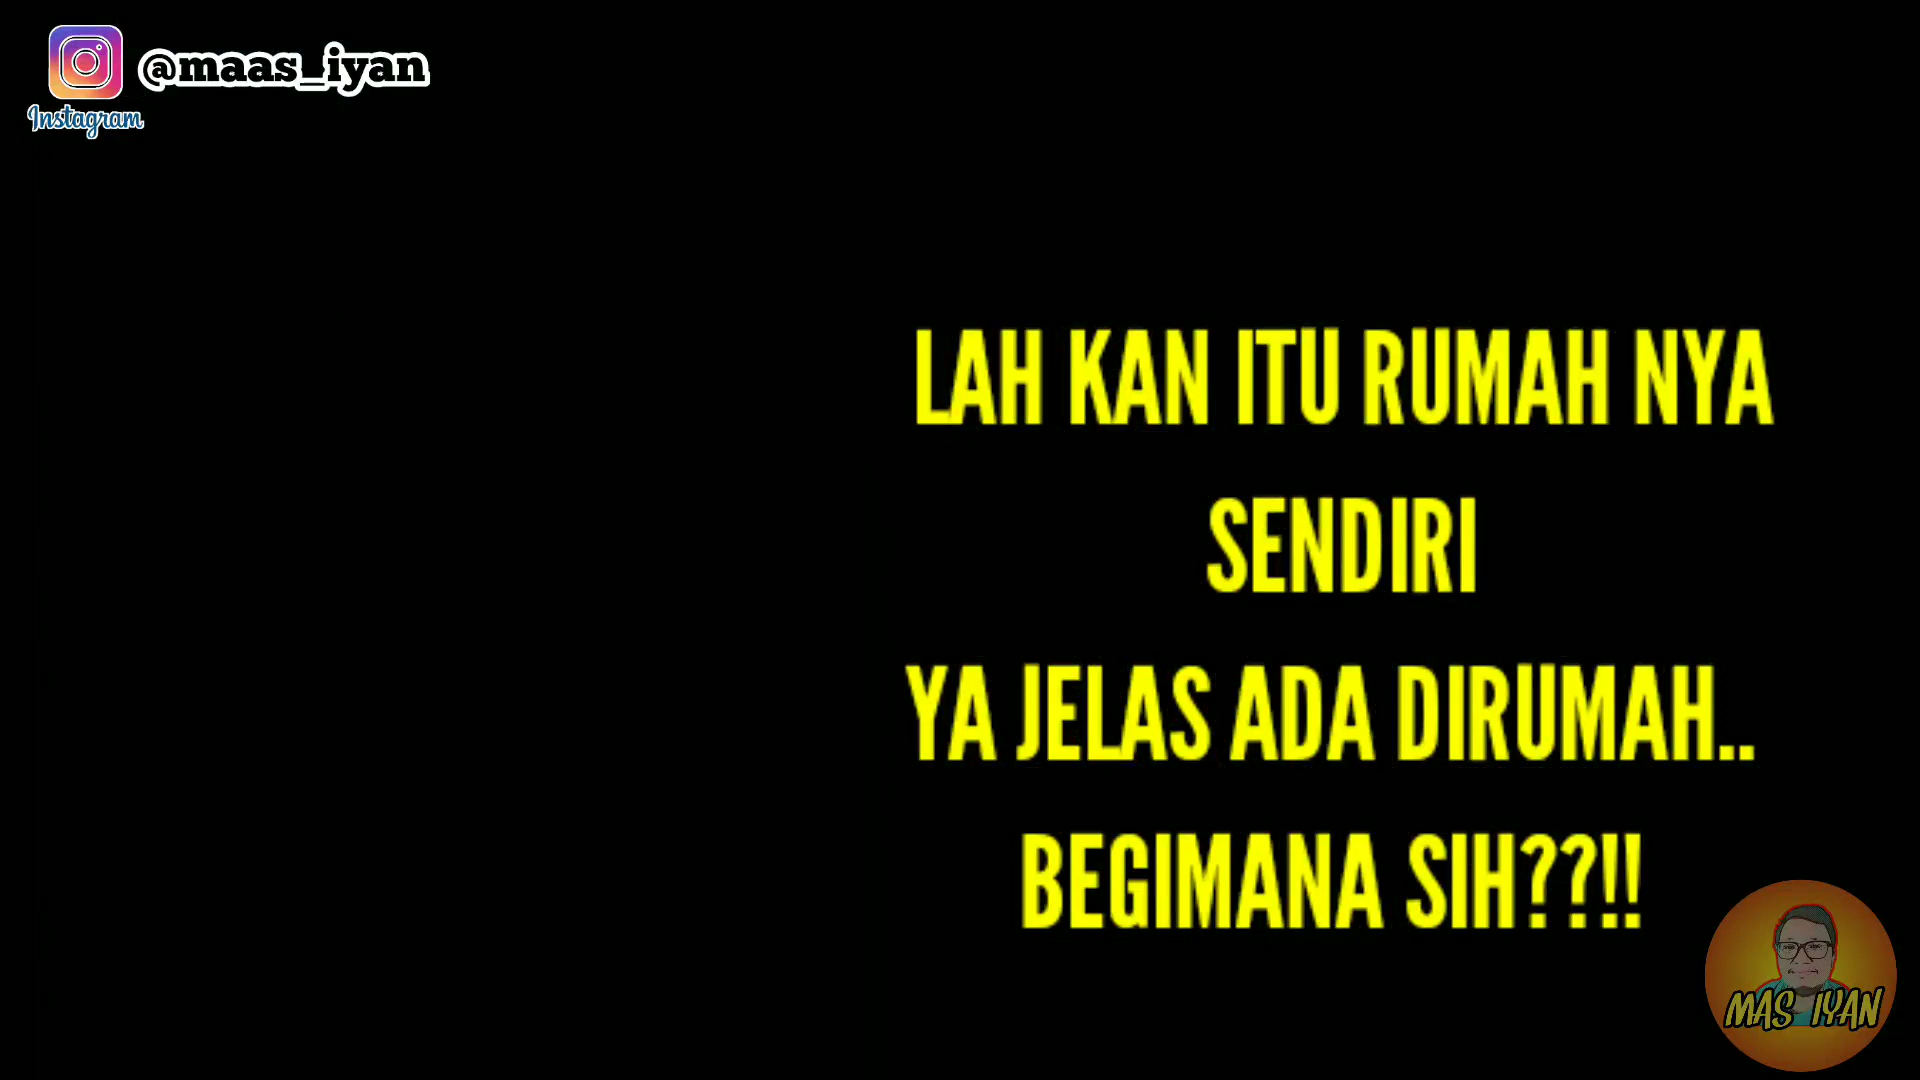 @maas_iyan
Instagram
LAH KAN ITU RUMAH NYA
SENDIRI
YA JELAS ADA DIRUMAH..
BEGIMANA SIH??!!
MAS IYAN